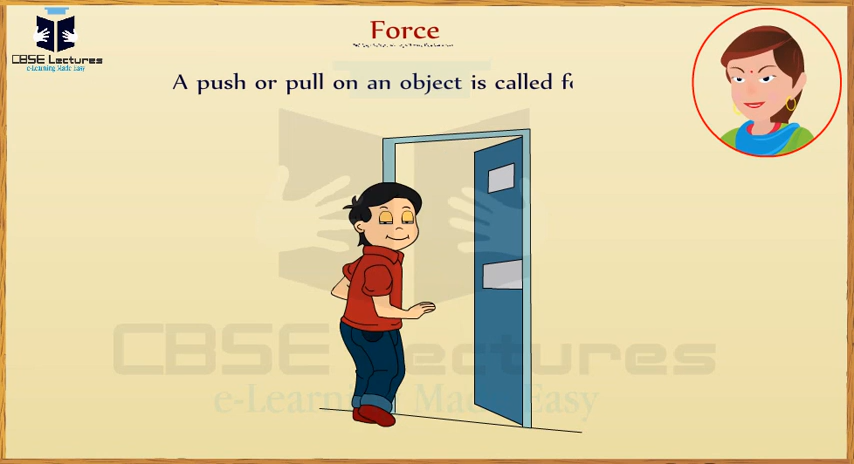 CBSE Lectures
e-Learning Made Easy
Force
A push or pull on an object is called
CBSE Lectures
e-Learning Made Easy